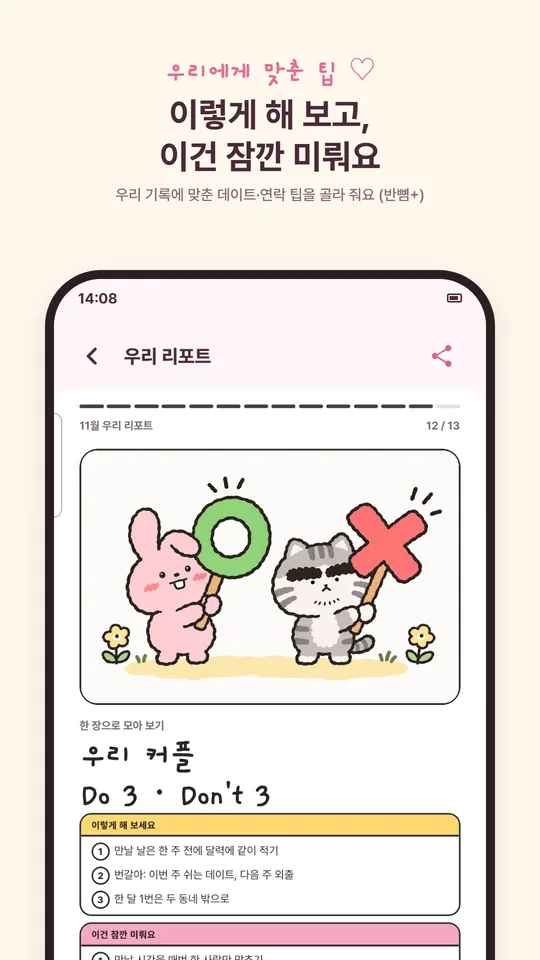 우리에게 맞춘 팁 ♡
이렇게 해 보고,
이건 잠깐 미뤄요
우리 기록에 맞춘 데이트·연락 팁을 골라 줘요 (반뼘+)
14:08
우리 리포트
11월 우리 리포트
12 / 13
한 장으로 모아 보기
우리 커플
Do 3 · Don't 3
이렇게 해 보세요
1 만날 날은 한 주 전에 달력에 같이 적기
2 번갈아: 이번 주 쉬는 데이트, 다음 주 외출
3 한 달 1번은 두 동네 밖으로
이건 잠깐 미뤄요